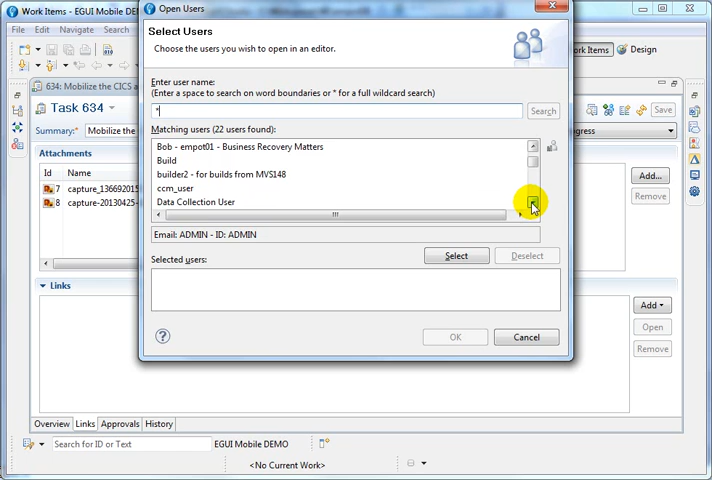 Work Items - EGUI Mobile DEM
Open Users
File Edit Navigate Search
Select Users
Choose the users you wish to open in an editor.
ork Items
Design
634: Mobilize the CICS a
Enter user name:
(Enter a space to search on word boundaries or * for a full wildcard search)
Task 634
*
Search
Save
Summary: Mobilize the
Matching users (22 users found):
gress
Attachments
Bob - empot01 - Business Recovery Matters
Build
builder2 - for builds from MVS148
ccm_user
Data Collection User
Id Name
7 capture_13669201
8 capture-20130425-
Add...
Remove
Email: ADMIN - ID: ADMIN
Selected users:
Select
Deselect
Links
Add
Open
Remove
OK
Cancel
Overview Links Approvals History
Search for ID or Text
EGUI Mobile DEMO
<No Current Work>